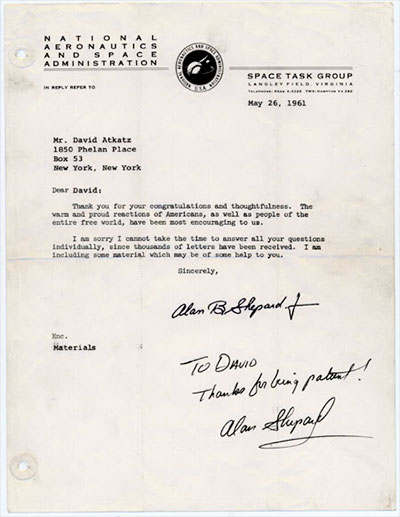 NATIONAL
AERONAUTICS
AND SPACE
ADMINISTRATION
IN REPLY REFER TO
NATIONAL AERONAUTICS AND SPACE ADMINISTRATION
U.S.A.
SPACE TASK GROUP
LANGLEY FIELD, VIRGINIA
May 26, 1961
Mr. David Atkatz
1850 Phelan Place
Box 53
New York, New York
Dear David:
Thank you for your congratulations and thoughtfulness. The
warm and proud reactions of Americans, as well as people of the
entire free world, have been most encouraging to us.
I am sorry I cannot take the time to answer all your questions
individually, since thousands of letters have been received. I am
including some material which may be of some help to you.
Sincerely,
Alan B. Shepard Jr
Enc.
Materials
TO DAVID
Thanks for being patient!
Alan Shepard